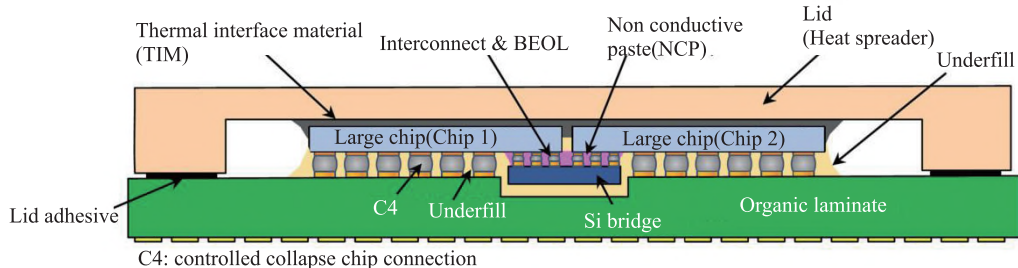 Thermal interface material
(TIM)
Interconnect & BEOL
Non conductive
paste(NCP).
Lid
(Heat spreader)
Underfill
Large chip(Chip 1)
Large chip(Chip 2)
Lid adhesive
C4
Underfill
Si bridge
Organic laminate
C4: controlled collapse chip connection